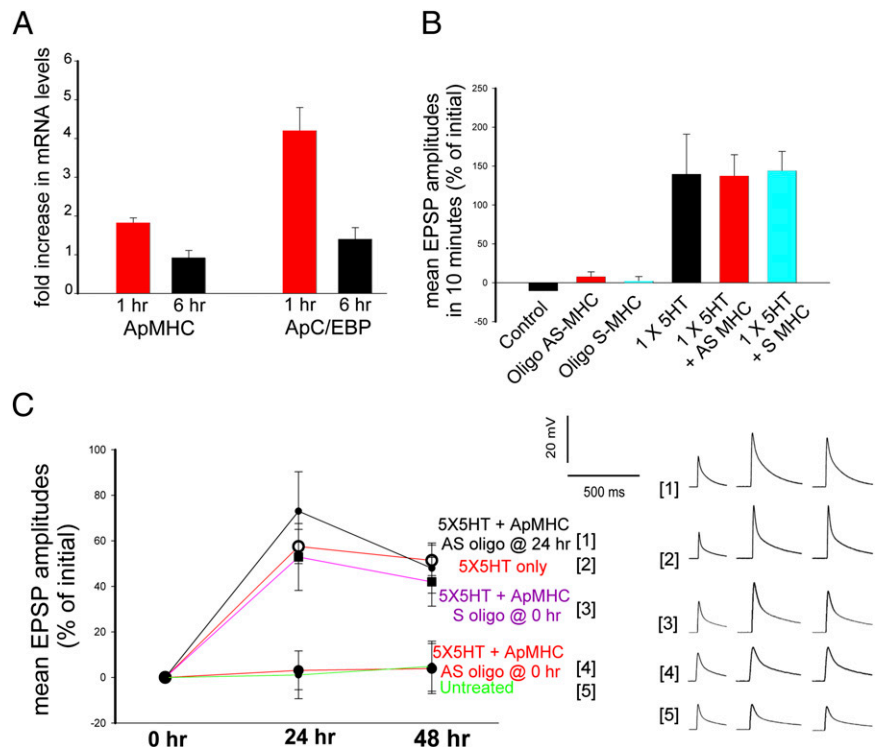 A
fold increase in mRNA levels
6
5
4
3
2
1
0
1 hr 6 hr 1 hr 6 hr
ApMHC ApC/EBP
B
mean EPSP amplitudes
in 10 minutes (% of initial)
250
200
150
100
50
0
-50
Control
Oligo AS-MHC
Oligo S-MHC
1 X 5HT
1 X 5HT
+ AS MHC
1 X 5HT
+ S MHC
C
mean EPSP amplitudes
(% of initial)
100
80
60
40
20
0
-20
0 hr 24 hr 48 hr
5X5HT + ApMHC
AS oligo @ 24 hr [1]
5X5HT only [2]
5X5HT + ApMHC
S oligo @ 0 hr [3]
5X5HT + ApMHC
AS oligo @ 0 hr [4]
Untreated [5]
20 mV
500 ms
[1]
[2]
[3]
[4]
[5]